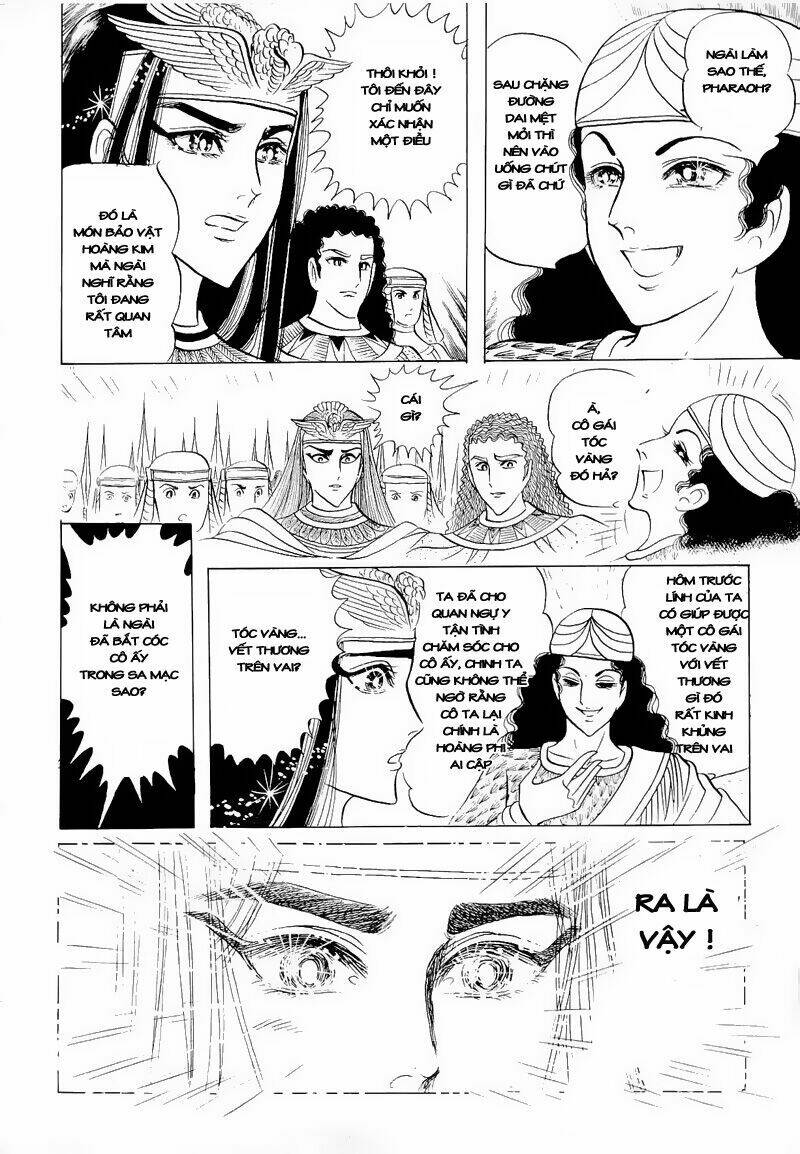 NGÀI LÀM
SAO THẾ,
PHARAOH?
SAU CHẶNG
ĐƯỜNG
DAI MỆT
MỎI THÌ
NÊN VÀO
UỐNG CHÚT
GÌ ĐÃ CHỨ
THÔI KHỎI !
TÔI ĐẾN ĐÂY
CHỈ MUỐN
XÁC NHẬN
MỘT ĐIỀU
ĐÓ LÀ
MÓN BẢO VẬT
HOÀNG KIM
MÀ NGÀI
NGHĨ RẰNG
TÔI ĐANG
RẤT QUAN
TÂM
À,
CÔ GÁI
TÓC
VÀNG
ĐÓ HẢ?
CÁI
GÌ?
HÔM TRƯỚC
LÍNH CỦA TA
CÓ GIÚP ĐƯỢC
MỘT CÔ GÁI
TÓC VÀNG
VỚI VẾT
THƯƠNG
GÌ ĐÓ
RẤT KINH
KHỦNG
TRÊN VAI
TA ĐÃ CHO
QUAN NGỰ Y
TẬN TÌNH
CHĂM SÓC CHO
CÔ ẤY, CHINH TA
CŨNG KHÔNG THỂ
NGỜ RẰNG
CÔ TA LẠI
CHÍNH LÀ
HOÀNG PHI
AI CẬP
TÓC VÀNG...
VẾT THƯƠNG
TRÊN VAI?
KHÔNG PHẢI
LÀ NGÀI
ĐÃ BẮT CÓC
CÔ ẤY
TRONG SA MẠC
SAO?
RA LÀ
VẬY !